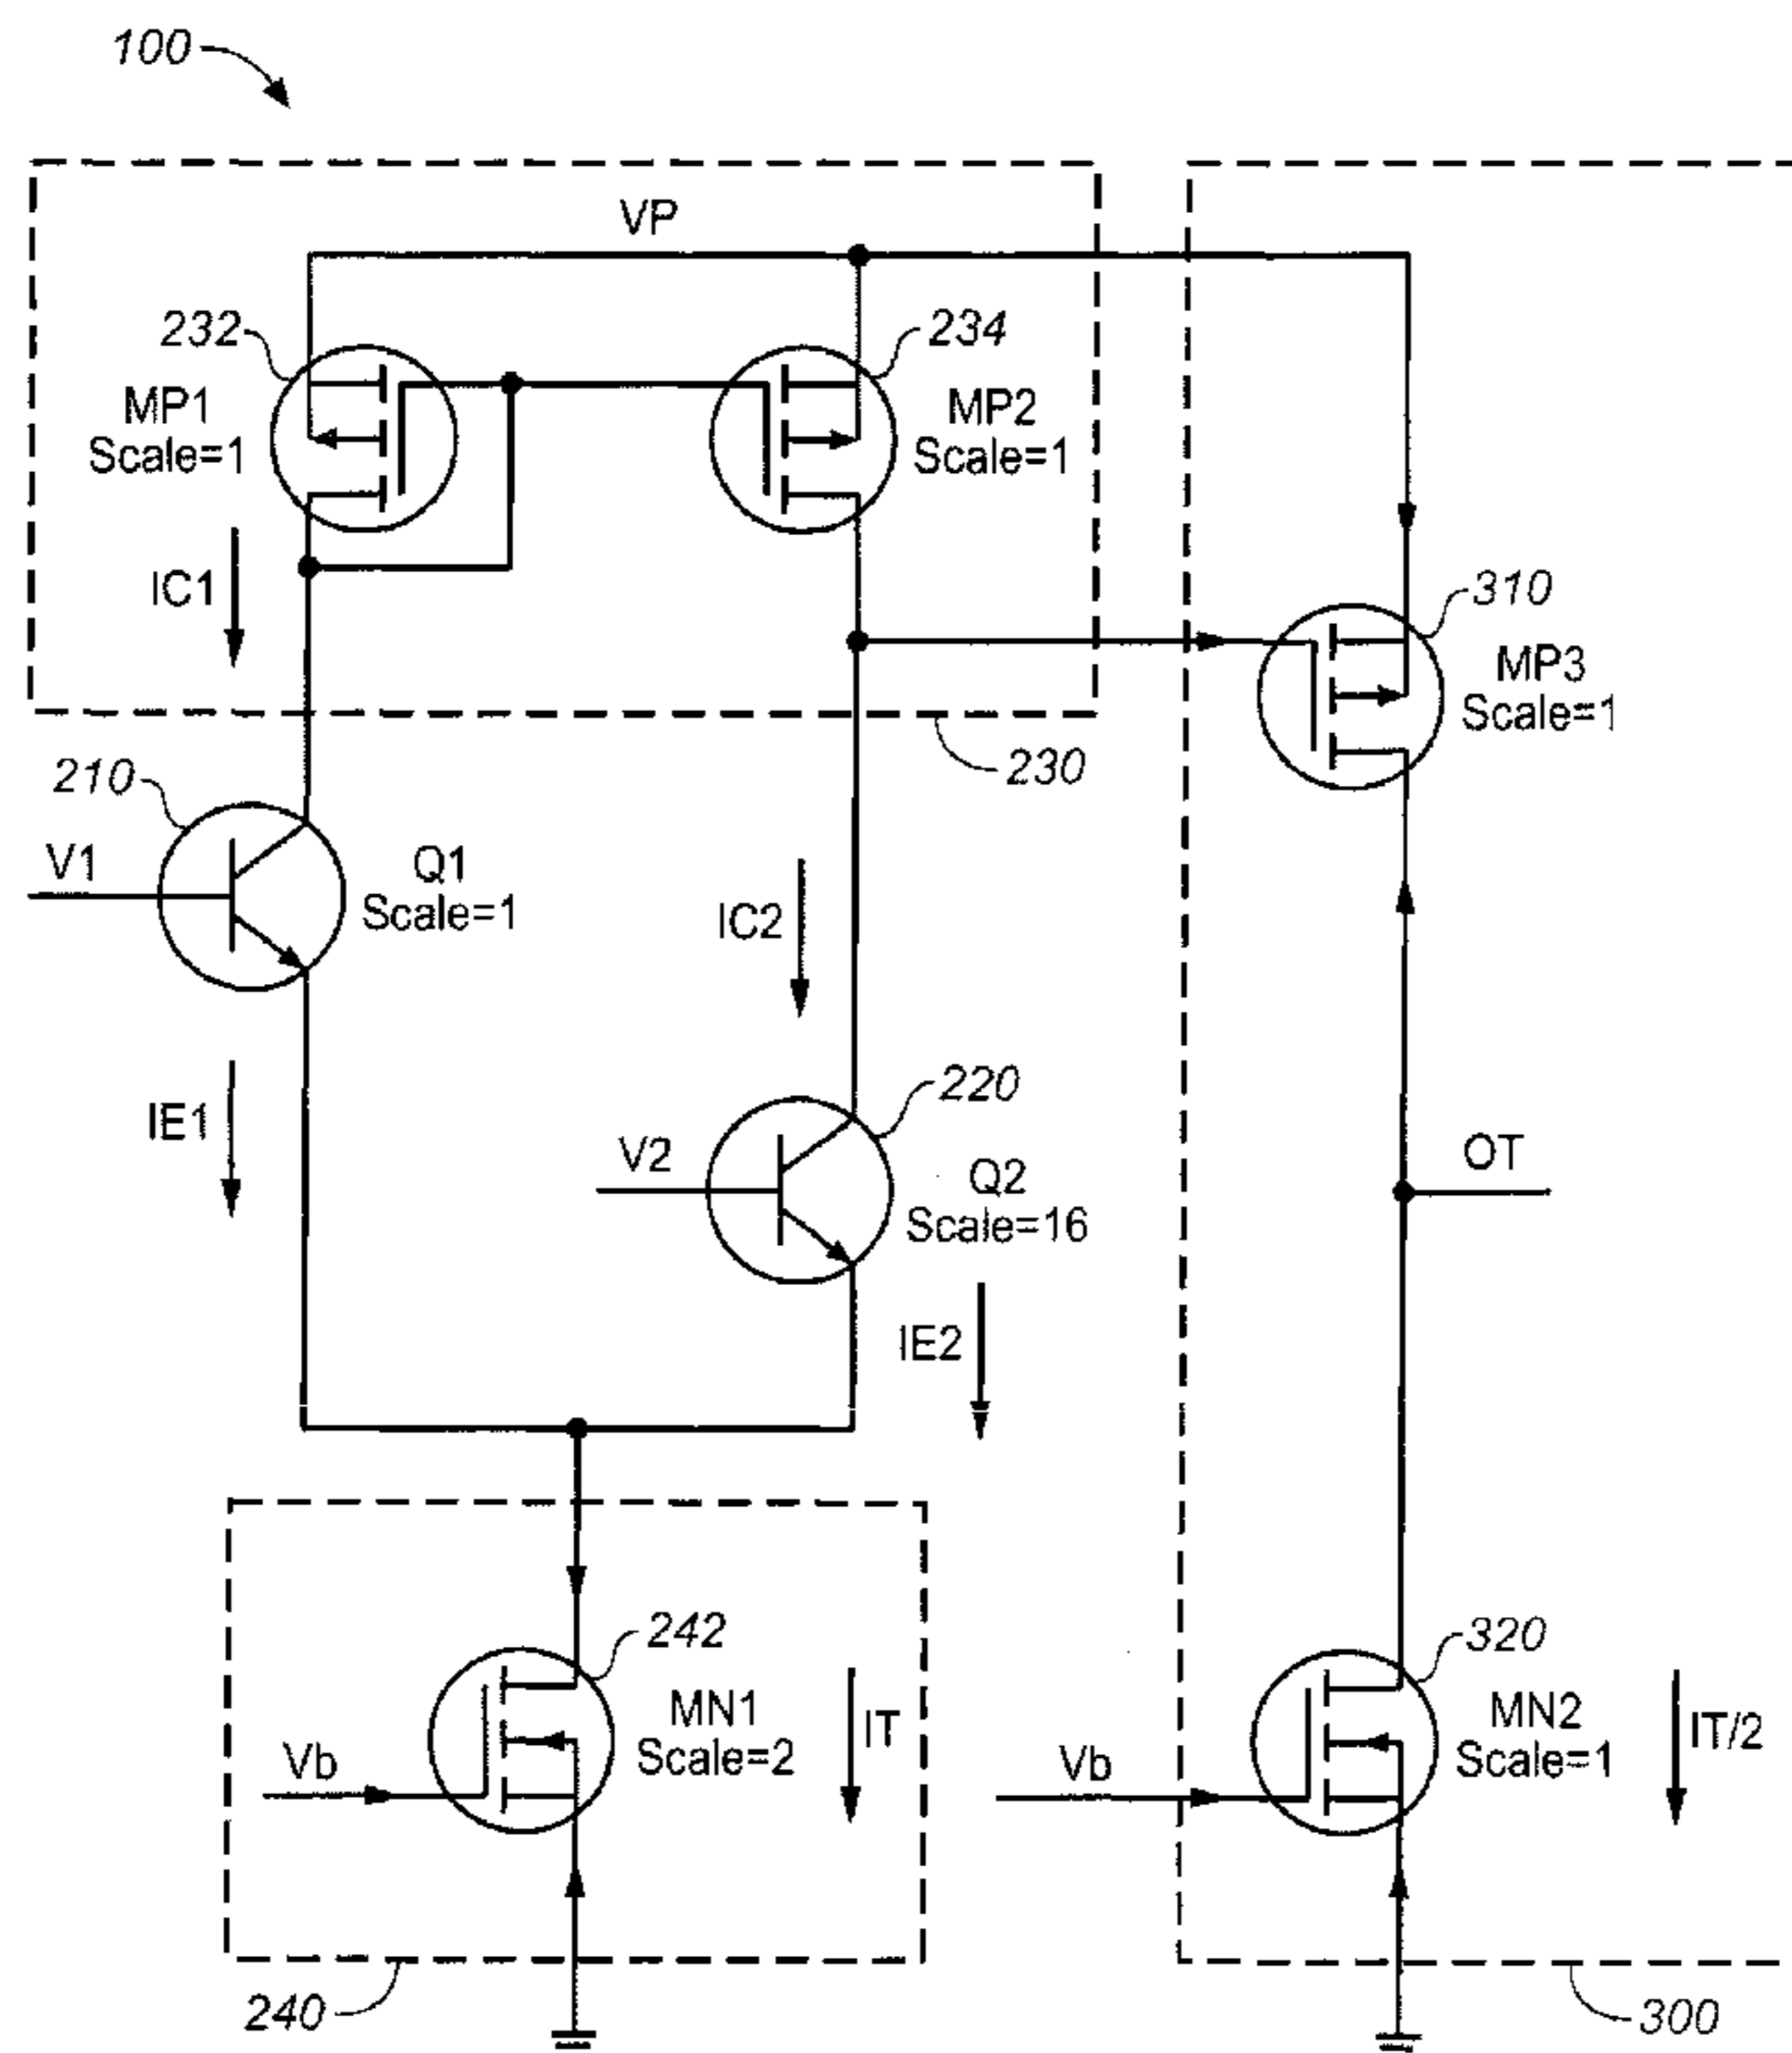 100
VP
232
234
MP1
Scale=1
MP2
Scale=1
IC1
310
MP3
Scale=1
230
210
V1
Q1
Scale=1
IC2
IE1
220
V2
Q2
Scale=16
OT
IE2
242
320
MN1
Scale=2
IT
MN2
Scale=1
IT/2
Vb
Vb
240
300